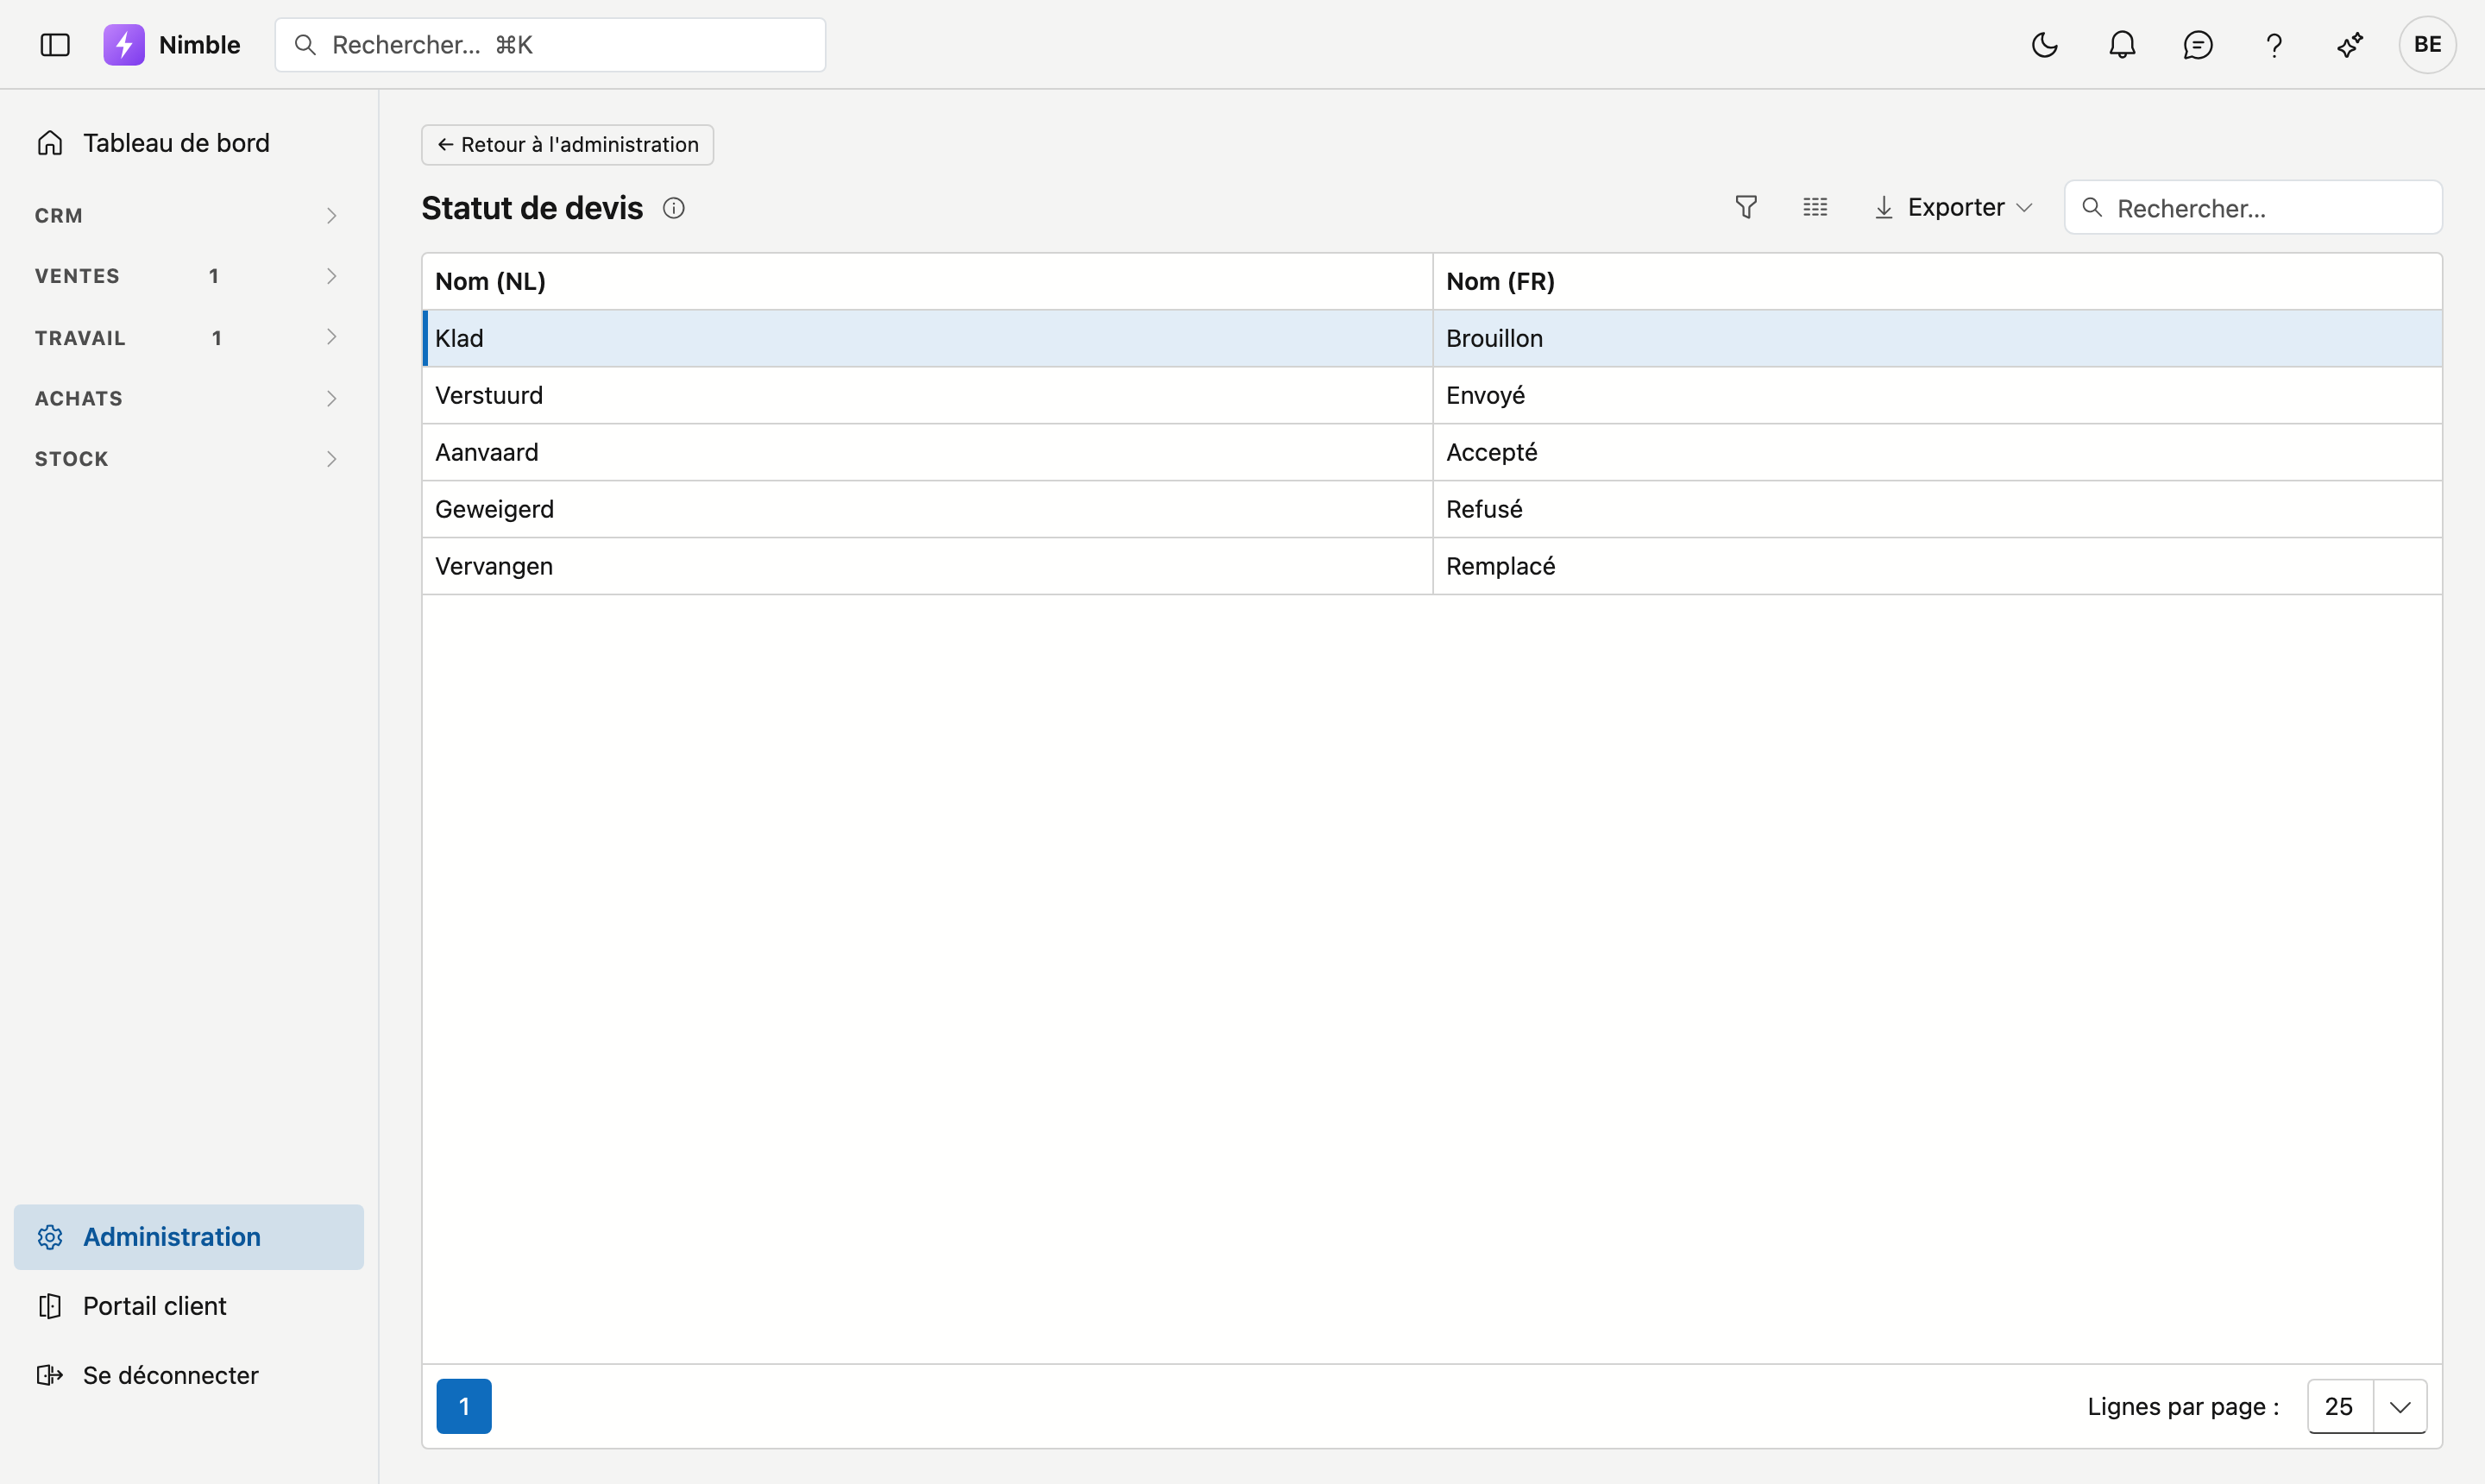 Nimble
Rechercher... ⌘K
BE
Tableau de bord
CRM
VENTES 1
TRAVAIL 1
ACHATS
STOCK
Administration
Portail client
Se déconnecter
← Retour à l'administration
Statut de devis
Exporter
Rechercher...
Nom (NL) Nom (FR)
Klad Brouillon
Verstuurd Envoyé
Aanvaard Accepté
Geweigerd Refusé
Vervangen Remplacé
1
Lignes par page : 25